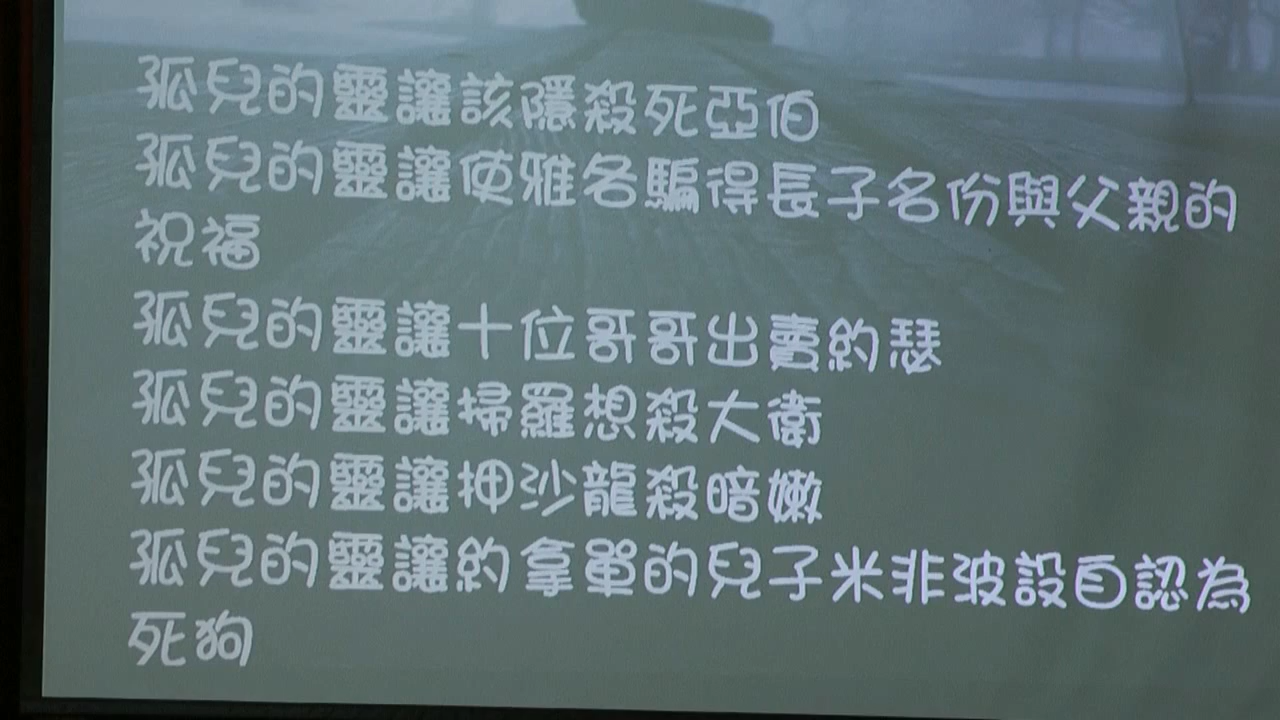 孤兒的靈讓該隱殺死亞伯
孤兒的靈讓使雅各騙得長子名份與父親的
祝福
孤兒的靈讓十位哥哥出賣約瑟
孤兒的靈讓掃羅想殺大衛
孤兒的靈讓押沙龍殺暗嫩
孤兒的靈讓約拿單的兒子米非波設自認為
死狗